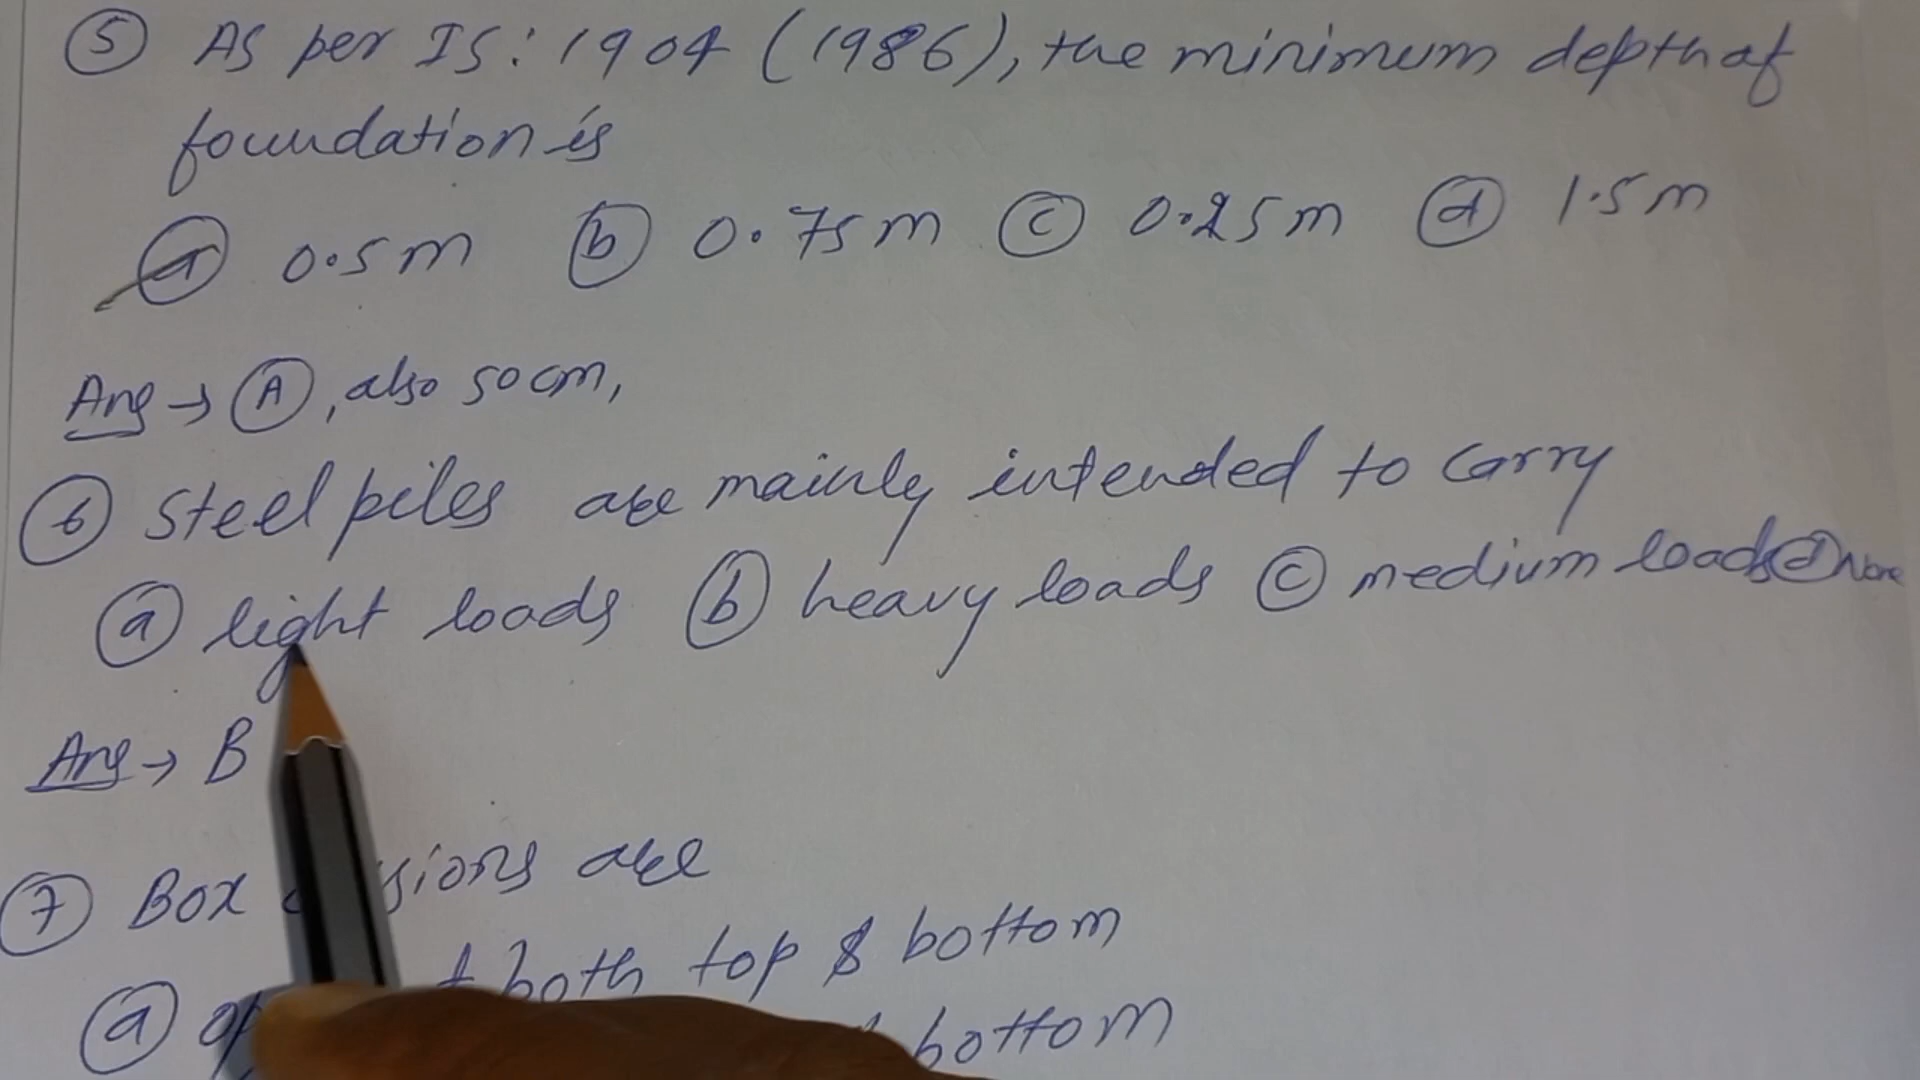 5 As per IS: 1904 (1986), the minimum depth of
foundation is
a 0.5m b 0.75m c 0.25m d 1.5m
Ans → A, also 50cm,
6 Steel piles are mainly intended to carry
a light loads b heavy loads c medium loads d None
Ans → B
7 Box are
a both top & bottom
bottom